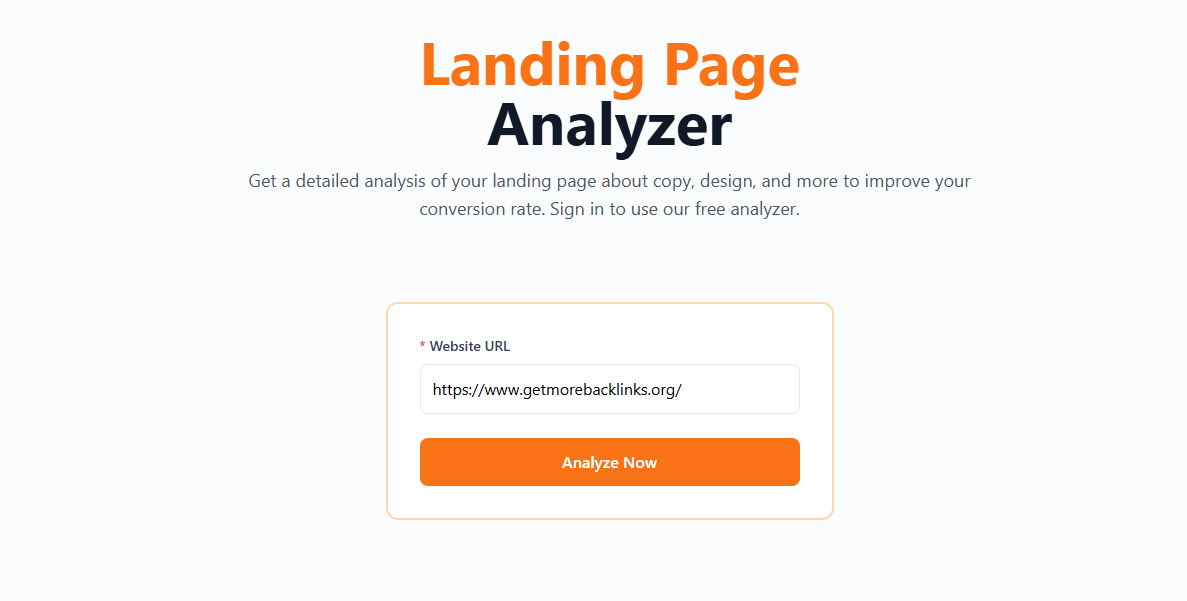 Landing Page
Analyzer
Get a detailed analysis of your landing page about copy, design, and more to improve your
conversion rate. Sign in to use our free analyzer.
* Website URL
https://www.getmorebacklinks.org/
Analyze Now